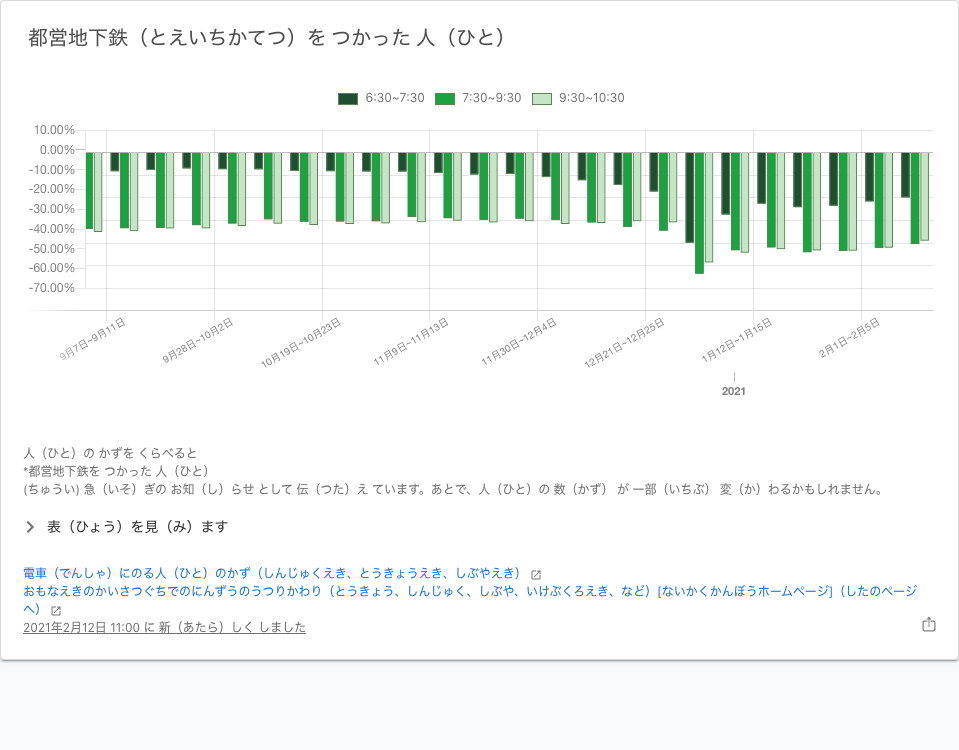 都営地下鉄（とえいちかてつ）を つかった 人（ひと）
6:30~7:30 7:30~9:30 9:30~10:30
10.00%
0.00%
-10.00%
-20.00%
-30.00%
-40.00%
-50.00%
-60.00%
-70.00%
9月7日~9月11日 9月28日~10月2日 10月19日~10月23日 11月9日~11月13日 11月30日~12月4日 12月21日~12月25日 1月12日~1月15日 2月1日~2月5日
2021
人（ひと）の かずを くらべると
*都営地下鉄を つかった 人（ひと）
(ちゅうい) 急（いそ）ぎの お知（し）らせ として 伝（つた）え ています。あとで、人（ひと）の 数（かず） が 一部（いちぶ） 変（か）わるかもしれません。
表（ひょう）を見（み）ます
電車（でんしゃ）にのる人（ひと）のかず（しんじゅくえき、とうきょうえき、しぶやえき）
おもなえきのかいさつぐちでのにんずうのうつりかわり（とうきょう、しんじゅく、しぶや、いけぶくろえき、など）[ないかくかんぼうホームページ]（したのページ
へ）
2021年2月12日 11:00 に 新（あたら）しく しました